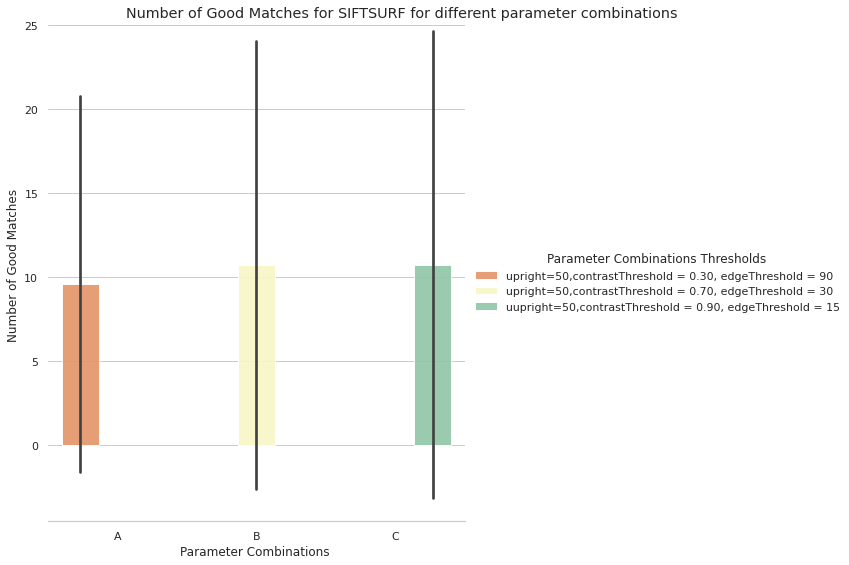 Number of Good Matches for SIFTSURF for different parameter combinations
Number of Good Matches
25
20
15
10
5
0
A B C
Parameter Combinations
Parameter Combinations Thresholds
upright=50,contrastThreshold = 0.30, edgeThreshold = 90
upright=50,contrastThreshold = 0.70, edgeThreshold = 30
uupright=50,contrastThreshold = 0.90, edgeThreshold = 15